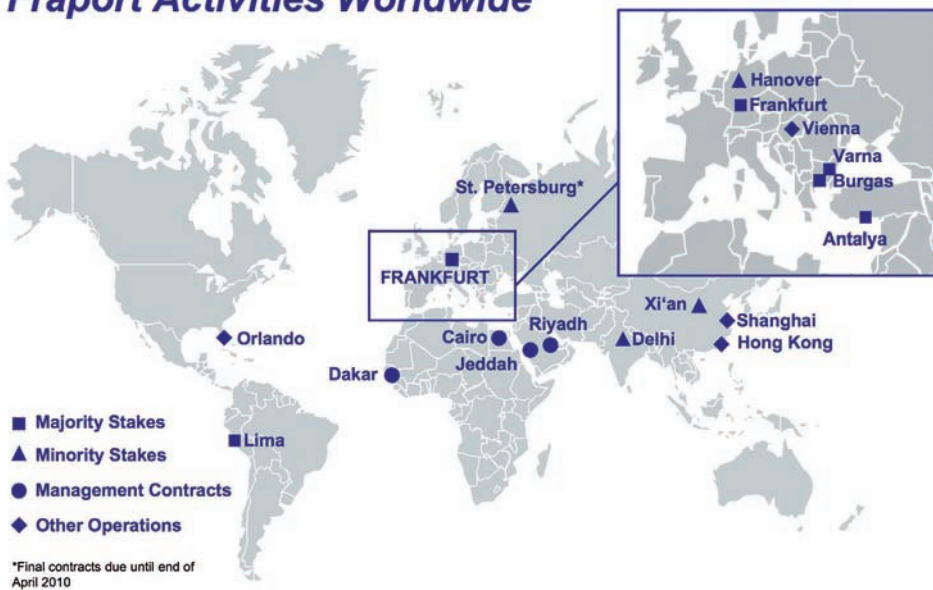 Fraport Activities Worldwide
Hanover
Frankfurt
Vienna
Varna
Burgas
Antalya
St. Petersburg*
FRANKFURT
Xi'an
Shanghai
Orlando
Cairo
Riyadh
Delhi
Hong Kong
Dakar
Jeddah
Majority Stakes
Lima
Minority Stakes
Management Contracts
Other Operations
*Final contracts due until end of
April 2010